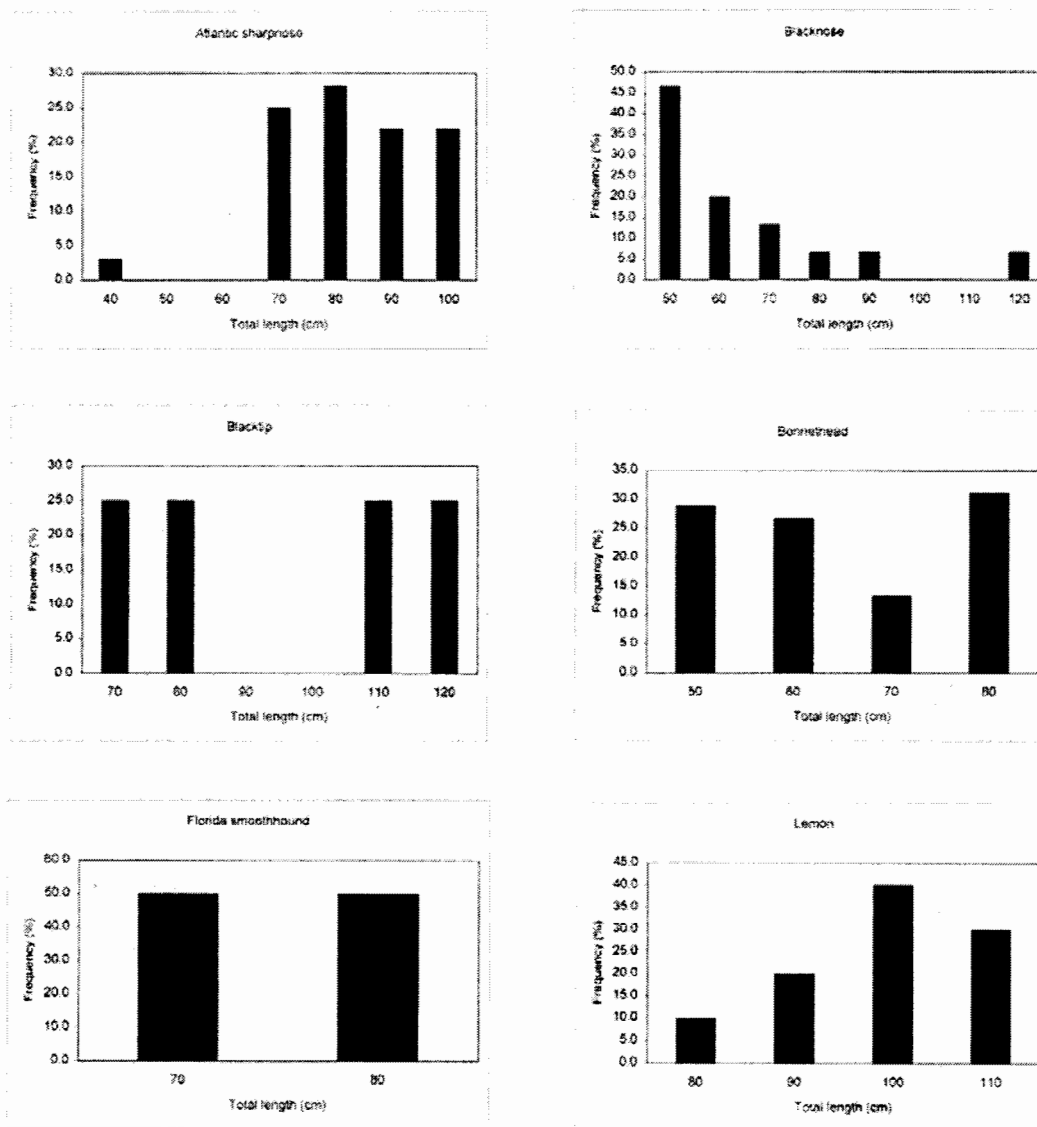 Atlantic sharpnose
Frequency (%)
30.0
25.0
20.0
15.0
10.0
5.0
0.0
40 50 60 70 80 90 100
Total length (cm)
Blacknose
Frequency (%)
50.0
45.0
40.0
35.0
30.0
25.0
20.0
15.0
10.0
5.0
0.0
50 60 70 80 90 100 110 120
Total length (cm)
Blacktip
Frequency (%)
30.0
25.0
20.0
15.0
10.0
5.0
0.0
70 80 90 100 110 120
Total length (cm)
Bonnethead
Frequency (%)
35.0
30.0
25.0
20.0
15.0
10.0
5.0
0.0
50 60 70 80
Total length (cm)
Florida smoothhound
Frequency (%)
60.0
50.0
40.0
30.0
20.0
10.0
0.0
70 80
Total length (cm)
Lemon
Frequency (%)
45.0
40.0
35.0
30.0
25.0
20.0
15.0
10.0
5.0
0.0
80 90 100 110
Total length (cm)